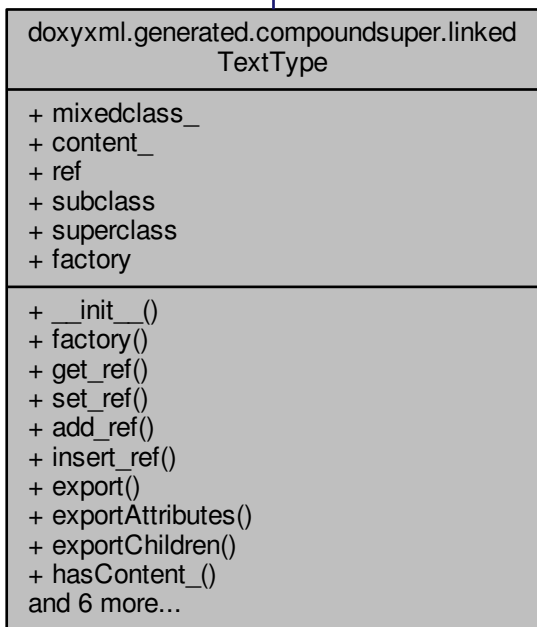 doxyxml.generated.compoundsuper.linked
TextType
+ mixedclass_
+ content_
+ ref
+ subclass
+ superclass
+ factory
+ __init__()
+ factory()
+ get_ref()
+ set_ref()
+ add_ref()
+ insert_ref()
+ export()
+ exportAttributes()
+ exportChildren()
+ hasContent_()
and 6 more...